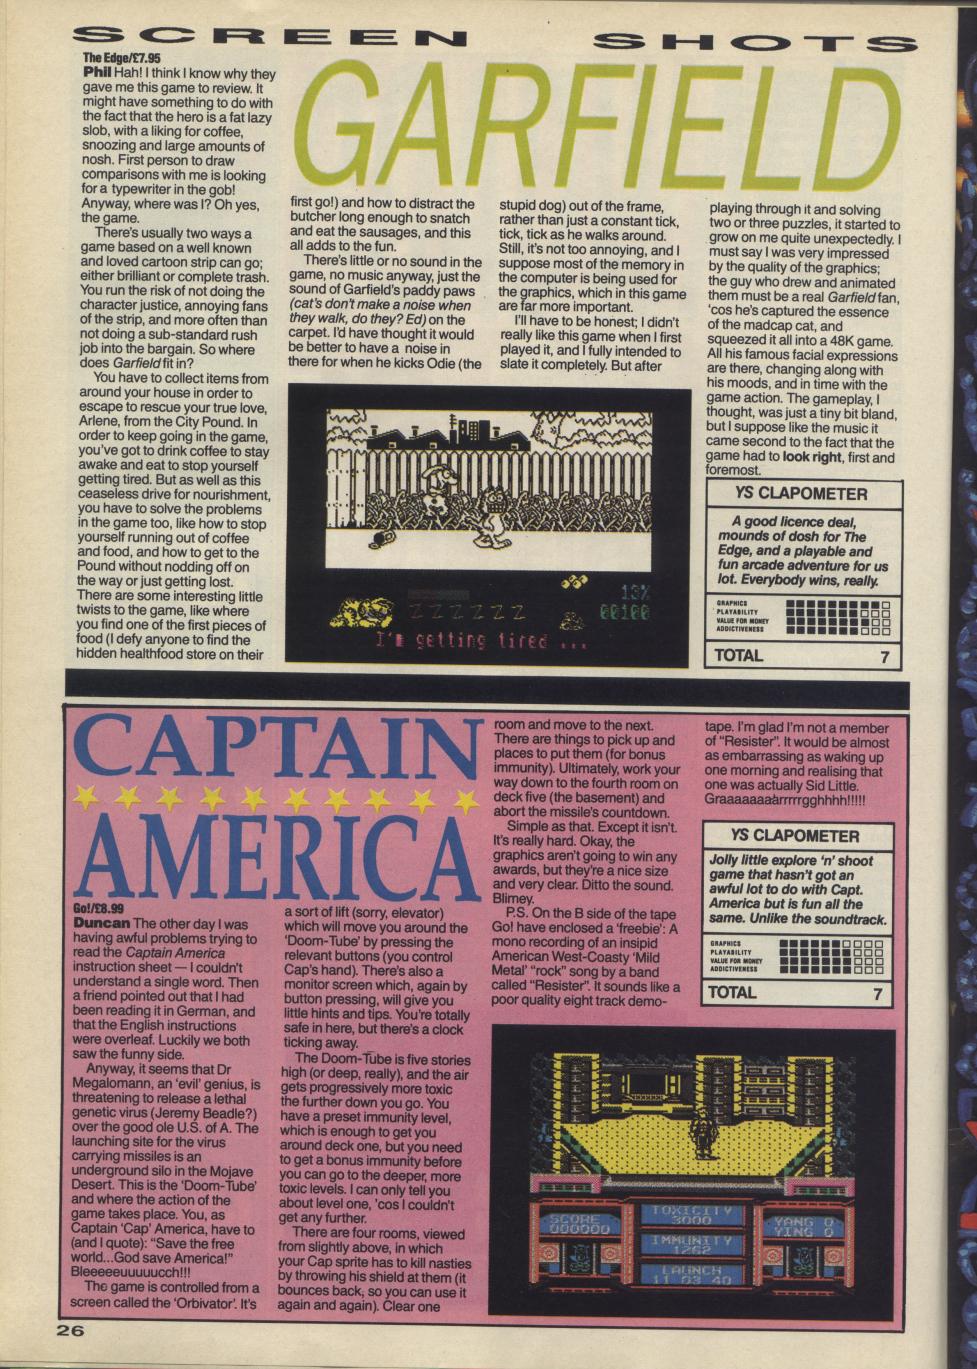 SCREEN SHOTS
GARFIELD
The Edge/£7.95
Phil Hah! I think I know why they
gave me this game to review. It
might have something to do with
the fact that the hero is a fat lazy
slob, with a liking for coffee,
snoozing and large amounts of
nosh. First person to draw
comparisons with me is looking
for a typewriter in the gob!
Anyway, where was I? Oh yes,
the game.
There's usually two ways a
game based on a well known
and loved cartoon strip can go;
either brilliant or complete trash.
You run the risk of not doing the
character justice, annoying fans
of the strip, and more often than
not doing a sub-standard rush
job into the bargain. So where
does Garfield fit in?
You have to collect items from
around your house in order to
escape to rescue your true love,
Arlene, from the City Pound. In
order to keep going in the game,
you've got to drink coffee to stay
awake and eat to stop yourself
getting tired. But as well as this
ceaseless drive for nourishment,
you have to solve the problems
in the game too, like how to stop
yourself running out of coffee
and food, and how to get to the
Pound without nodding off on
the way or just getting lost.
There are some interesting little
twists to the game, like where
you find one of the first pieces of
food (I defy anyone to find the
hidden healthfood store on their
first go!) and how to distract the
butcher long enough to snatch
and eat the sausages, and this
all adds to the fun.
There's little or no sound in the
game, no music anyway, just the
sound of Garfield's paddy paws
(cat's don't make a noise when
they walk, do they? Ed) on the
carpet. I'd have thought it would
be better to have a noise in
there for when he kicks Odie (the
stupid dog) out of the frame,
rather than just a constant tick,
tick, tick as he walks around.
Still, it's not too annoying, and I
suppose most of the memory in
the computer is being used for
the graphics, which in this game
are far more important.
I'll have to be honest; I didn't
really like this game when I first
played it, and I fully intended to
slate it completely. But after
playing through it and solving
two or three puzzles, it started to
grow on me quite unexpectedly. I
must say I was very impressed
by the quality of the graphics;
the guy who drew and animated
them must be a real Garfield fan,
'cos he's captured the essence
of the madcap cat, and
squeezed it all into a 48K game.
All his famous facial expressions
are there, changing along with
his moods, and in time with the
game action. The gameplay, I
thought, was just a tiny bit bland,
but I suppose like the music it
came second to the fact that the
game had to look right, first and
foremost.
13%
ZZZZZZ
00100
I'm getting tired ...
YS CLAPOMETER
A good licence deal,
mounds of dosh for The
Edge, and a playable and
fun arcade adventure for us
lot. Everybody wins, really.
GRAPHICS
PLAYABILITY
VALUE FOR MONEY
ADDICTIVENESS
TOTAL 7
CAPTAIN
AMERICA
Go!/£8.99
Duncan The other day I was
having awful problems trying to
read the Captain America
instruction sheet — I couldn't
understand a single word. Then
a friend pointed out that I had
been reading it in German, and
that the English instructions
were overleaf. Luckily we both
saw the funny side.
Anyway, it seems that Dr
Megalomann, an 'evil' genius, is
threatening to release a lethal
genetic virus (Jeremy Beadle?)
over the good ole U.S. of A. The
launching site for the virus
carrying missiles is an
underground silo in the Mojave
Desert. This is the 'Doom-Tube'
and where the action of the
game takes place. You, as
Captain 'Cap' America, have to
(and I quote): "Save the free
world...God save America!"
Bleeeeuuuuucch!!!
The game is controlled from a
screen called the 'Orbivator'. It's
a sort of lift (sorry, elevator)
which will move you around the
'Doom-Tube' by pressing the
relevant buttons (you control
Cap's hand). There's also a
monitor screen which, again by
button pressing, will give you
little hints and tips. You're totally
safe in here, but there's a clock
ticking away.
The Doom-Tube is five stories
high (or deep, really), and the air
gets progressively more toxic
the further down you go. You
have a preset immunity level,
which is enough to get you
around deck one, but you need
to get a bonus immunity before
you can go to the deeper, more
toxic levels. I can only tell you
about level one, 'cos I couldn't
get any further.
There are four rooms, viewed
from slightly above, in which
your Cap sprite has to kill nasties
by throwing his shield at them (it
bounces back, so you can use it
again and again). Clear one
room and move to the next.
There are things to pick up and
places to put them (for bonus
immunity). Ultimately, work your
way down to the fourth room on
deck five (the basement) and
abort the missile's countdown.
Simple as that. Except it isn't.
It's really hard. Okay, the
graphics aren't going to win any
awards, but they're a nice size
and very clear. Ditto the sound.
Blimey.
P.S. On the B side of the tape
Go! have enclosed a 'freebie': A
mono recording of an insipid
American West-Coasty 'Mild
Metal' "rock" song by a band
called "Resister". It sounds like a
poor quality eight track demo-
tape. I'm glad I'm not a member
of "Resister". It would be almost
as embarrassing as waking up
one morning and realising that
one was actually Sid Little.
Graaaaaaaarrrrrgghhhh!!!!!
YS CLAPOMETER
Jolly little explore 'n' shoot
game that hasn't got an
awful lot to do with Capt.
America but is fun all the
same. Unlike the soundtrack.
GRAPHICS
PLAYABILITY
VALUE FOR MONEY
ADDICTIVENESS
TOTAL 7
SCORE
000000
TOXICITY
3000
IMMUNITY
1262
LAUNCH
11 03 40
YANG 0
YING 0
26